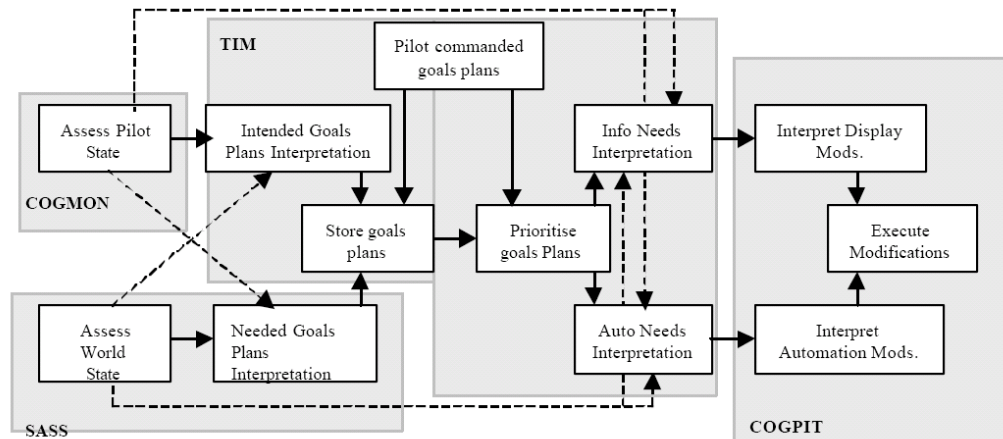 TIM
Pilot commanded
goals plans
Assess Pilot
State
COGMON
Intended Goals
Plans Interpretation
Info Needs
Interpretation
Interpret Display
Mods.
Store goals
plans
Prioritise
goals Plans
Execute
Modifications
Assess
World
State
SASS
Needed Goals
Plans
Interpretation
Auto Needs
Interpretation
Interpret
Automation Mods.
COGPIT